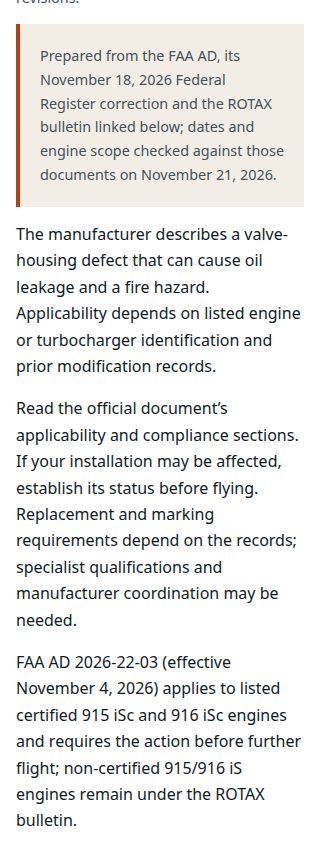 revisions.
Prepared from the FAA AD, its
November 18, 2026 Federal
Register correction and the ROTAX
bulletin linked below; dates and
engine scope checked against those
documents on November 21, 2026.
The manufacturer describes a valve-
housing defect that can cause oil
leakage and a fire hazard.
Applicability depends on listed engine
or turbocharger identification and
prior modification records.
Read the official document’s
applicability and compliance sections.
If your installation may be affected,
establish its status before flying.
Replacement and marking
requirements depend on the records;
specialist qualifications and
manufacturer coordination may be
needed.
FAA AD 2026-22-03 (effective
November 4, 2026) applies to listed
certified 915 iSc and 916 iSc engines
and requires the action before further
flight; non-certified 915/916 iS
engines remain under the ROTAX
bulletin.